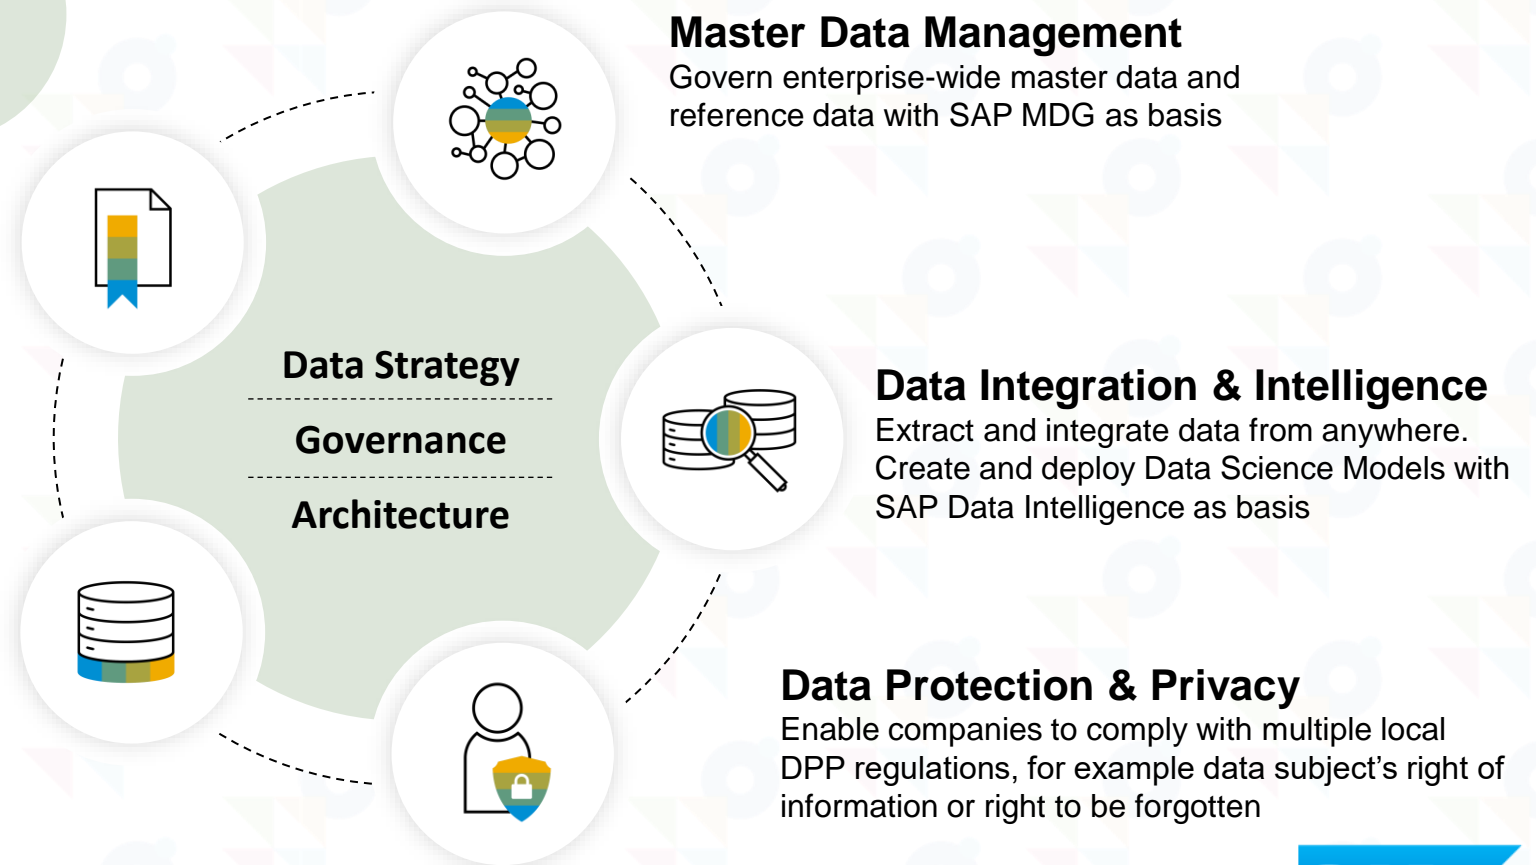 Master Data Management
Govern enterprise-wide master data and
reference data with SAP MDG as basis
Data Strategy
Governance
Architecture
Data Integration & Intelligence
Extract and integrate data from anywhere.
Create and deploy Data Science Models with
SAP Data Intelligence as basis
Data Protection & Privacy
Enable companies to comply with multiple local
DPP regulations, for example data subject’s right of
information or right to be forgotten